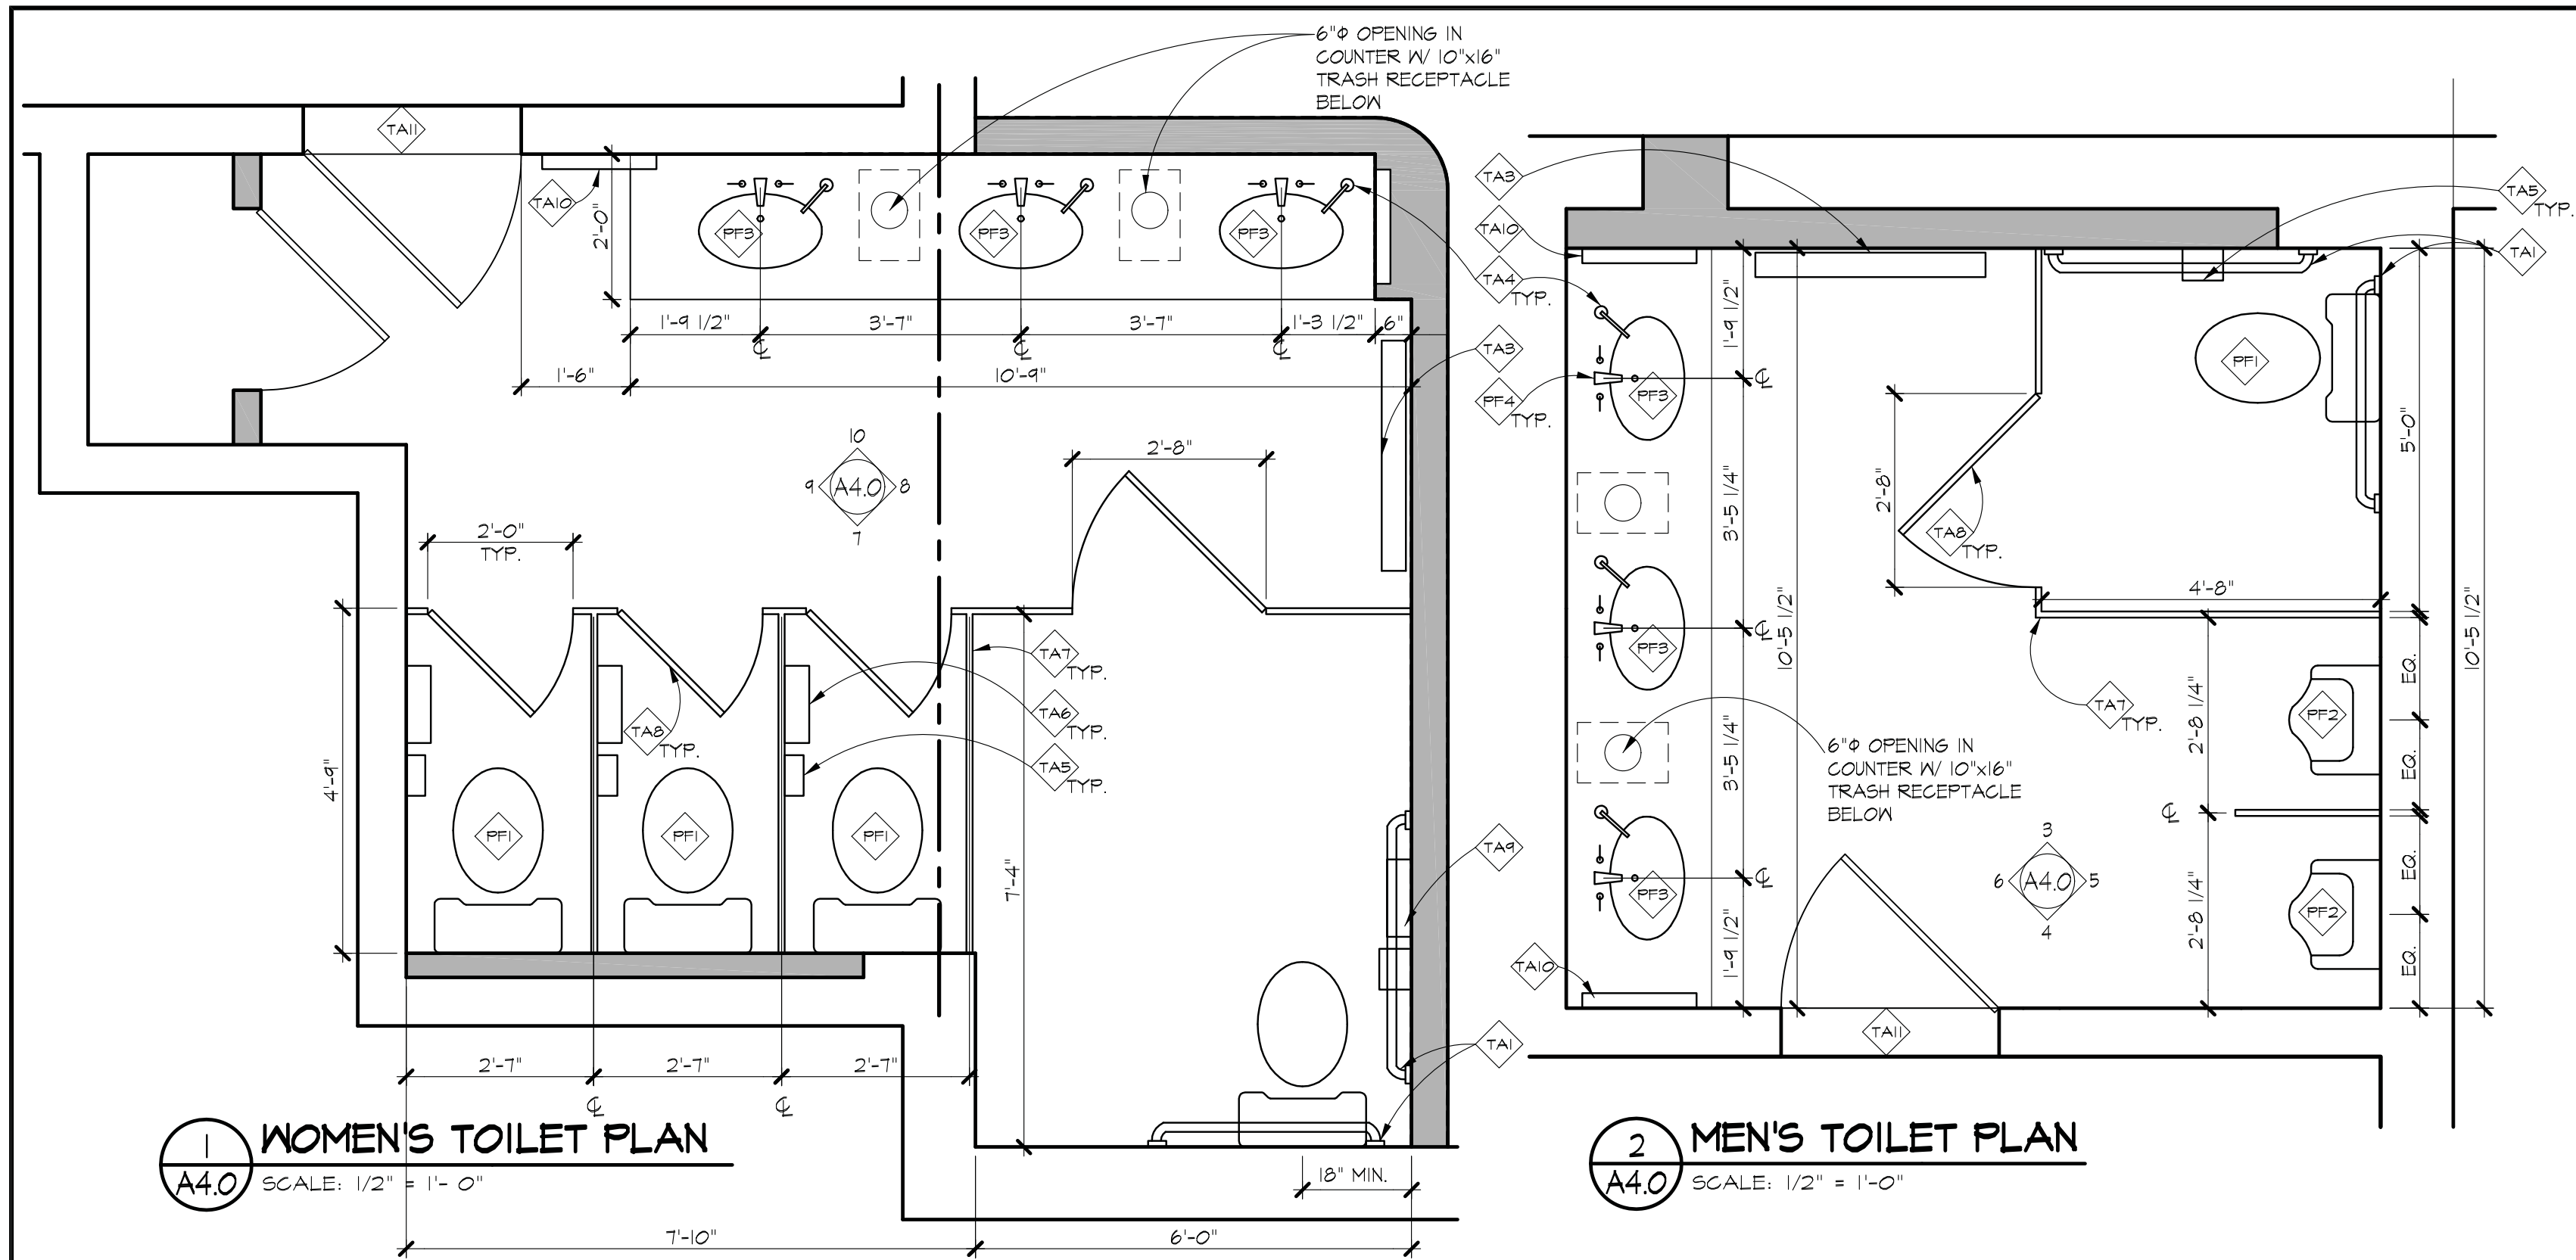 6"Φ OPENING IN
COUNTER W/ 10"x16"
TRASH RECEPTACLE
BELOW
TA11
TA10
2'-0"
PF3
PF3
PF3
1'-9 1/2"
3'-7"
3'-7"
1'-3 1/2"
6"
℄
℄
℄
1'-6"
10'-9"
10
9
A4.0
8
7
2'-8"
2'-0"
TYP.
TA4
TYP.
TA3
PF4
TYP.
TA7
TYP.
TA6
TYP.
TA5
TYP.
TA8
TYP.
4'-9"
PF1
PF1
PF1
7'-4"
TA9
TA1
2'-7"
2'-7"
2'-7"
℄
℄
18" MIN.
7'-10"
6'-0"
1
A4.0
WOMEN'S TOILET PLAN
SCALE: 1/2" = 1'- 0"
TA3
TA10
TA5
TYP.
TA1
1'-9 1/2"
℄
PF3
PF1
5'-0"
2'-8"
3'-5 1/4"
TA8
TYP.
4'-8"
℄
10'-5 1/2"
10'-5 1/2"
PF3
EQ.
TA7
TYP.
2'-8 1/4"
PF2
3'-5 1/4"
6"Φ OPENING IN
COUNTER W/ 10"x16"
TRASH RECEPTACLE
BELOW
EQ.
℄
3
6
A4.0
5
4
EQ.
℄
PF3
PF2
2'-8 1/4"
1'-9 1/2"
EQ.
TA10
TA11
2
A4.0
MEN'S TOILET PLAN
SCALE: 1/2" = 1'-0"